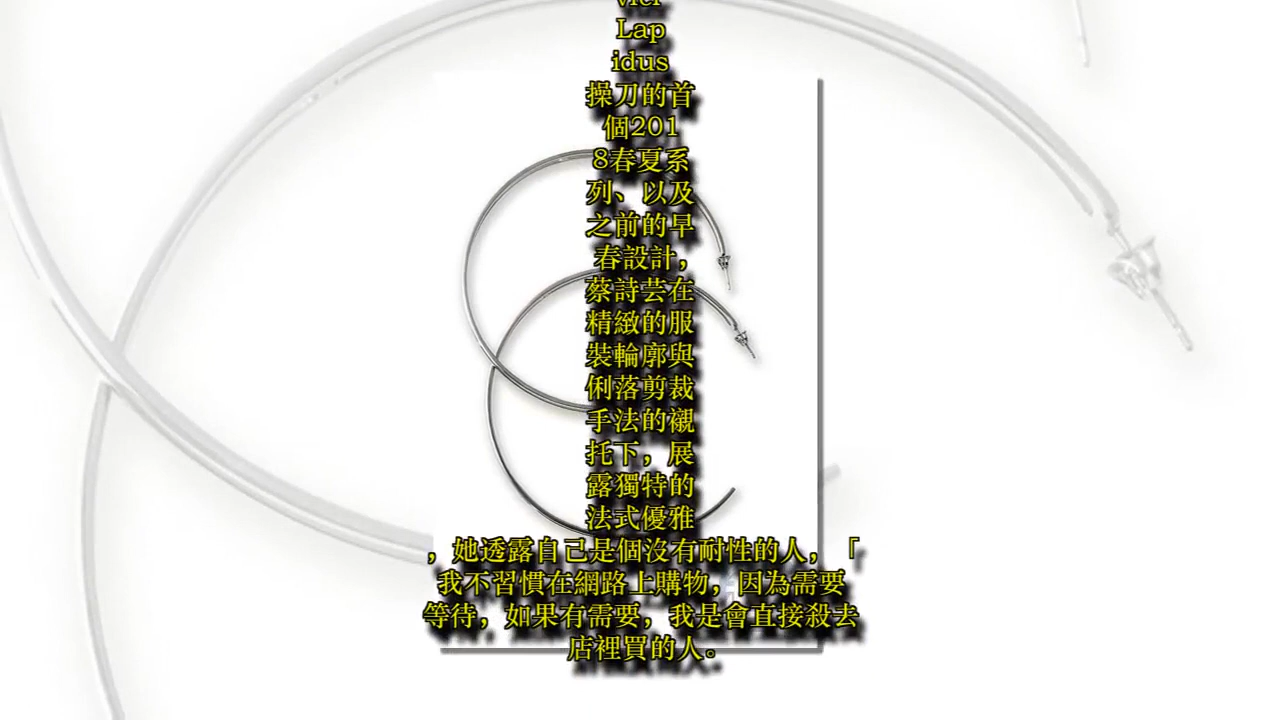 Lap
idus
操刀的首
個201
8春夏系
列、以及
之前的早
春設計，
蔡詩芸在
精緻的服
裝輪廓與
俐落剪裁
手法的襯
托下，展
露獨特的
法式優雅
，她透露自己是個沒有耐性的人，「
我不習慣在網路上購物，因為需要
等待，如果有需要，我是會直接殺去
店裡買的人。